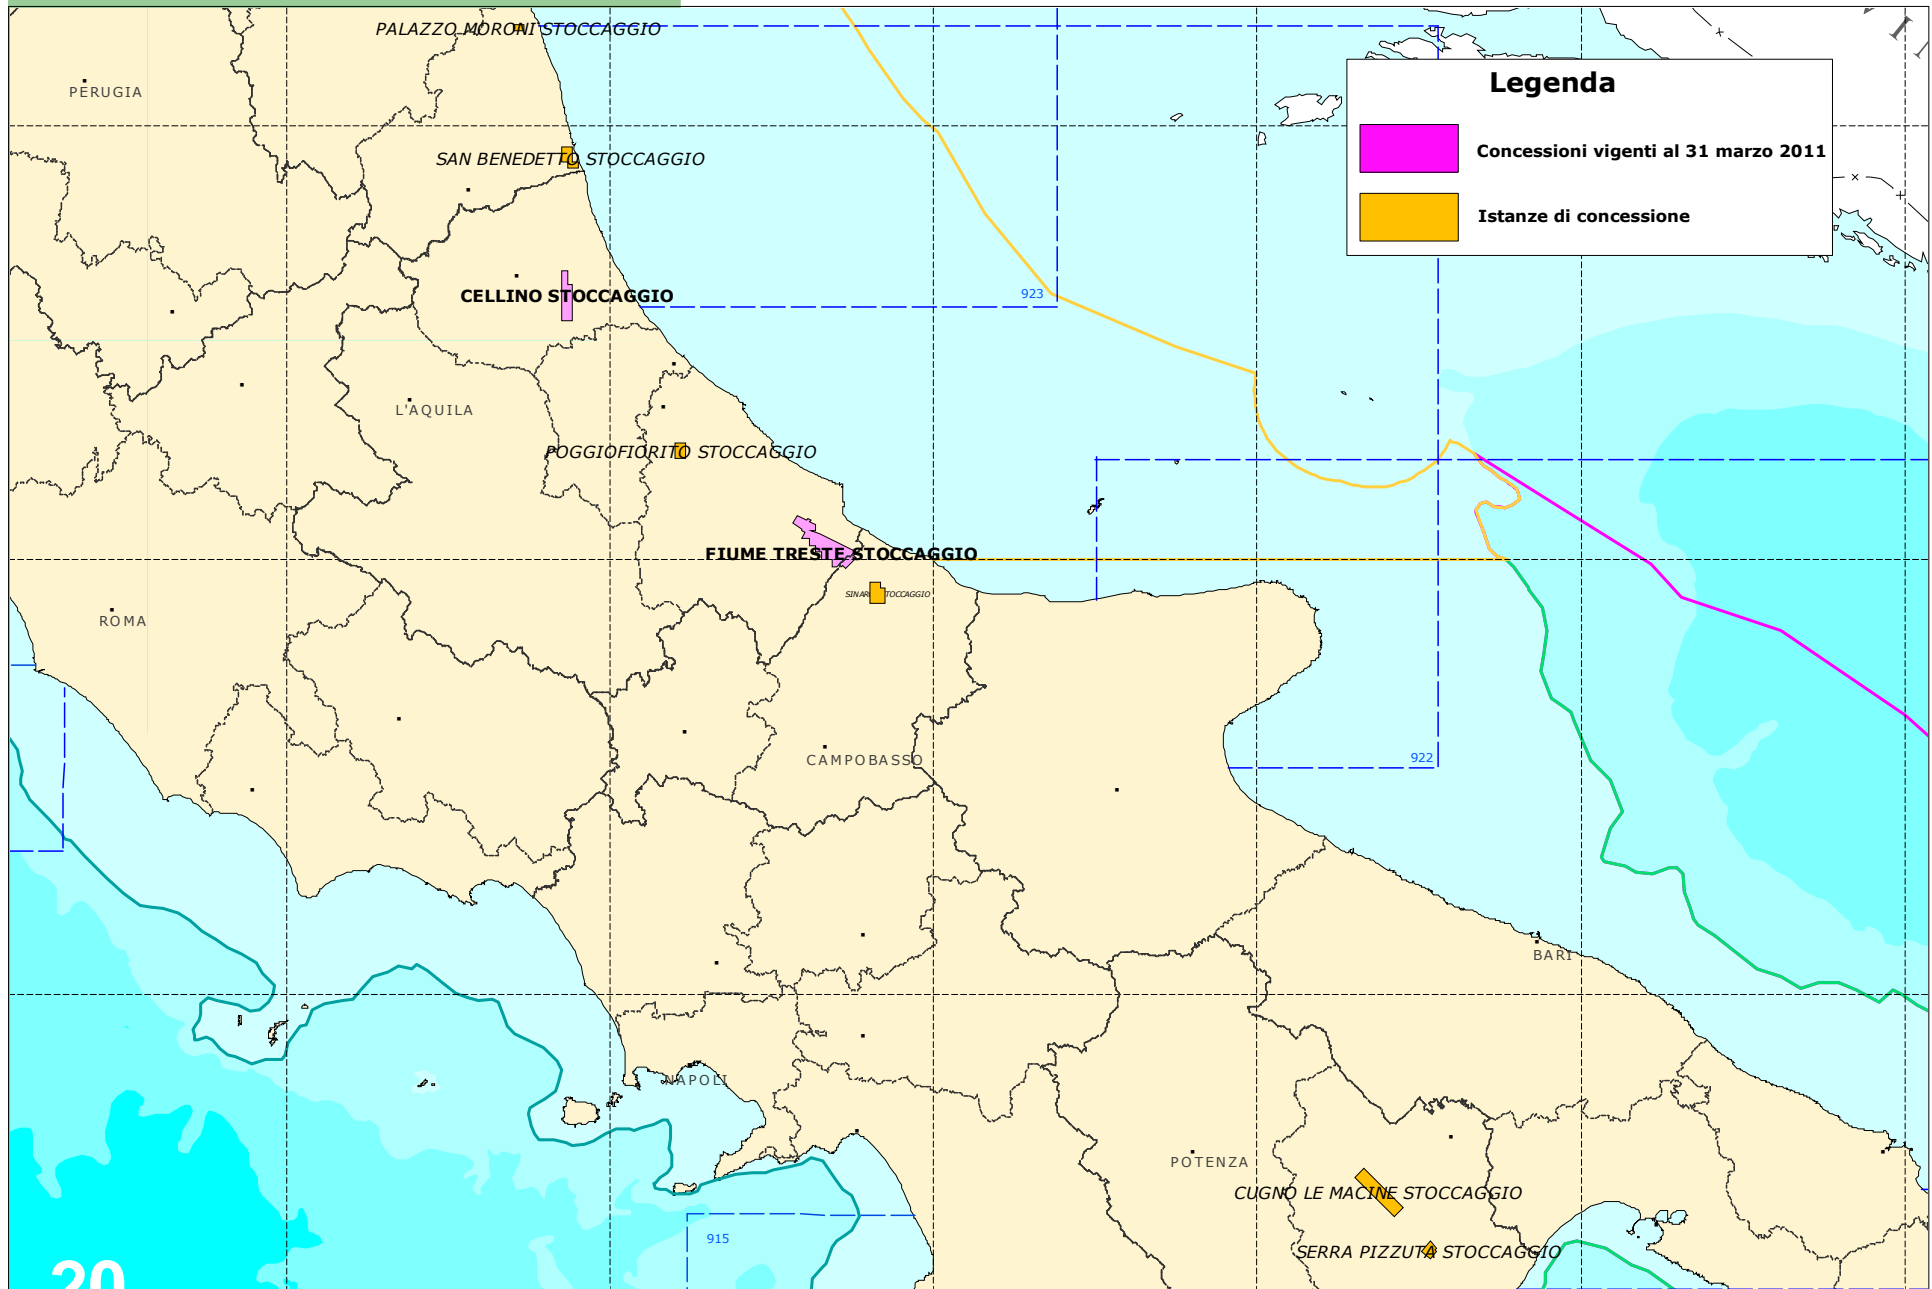 PALAZZO MORONI STOCCAGGIO
Legenda
PERUGIA
Concessioni vigenti al 31 marzo 2011
SAN BENEDETTO STOCCAGGIO
Istanze di concessione
923
CELLINO STOCCAGGIO
L'AQUILA
POGGIOFIORITO STOCCAGGIO
FIUME TRESTE STOCCAGGIO
STOCCAGGIO
ROMA
922
CAMPOBASSO
BARI
NAPOLI
POTENZA
CUGNO LE MACINE STOCCAGGIO
915
SERRA PIZZUTA STOCCAGGIO
20